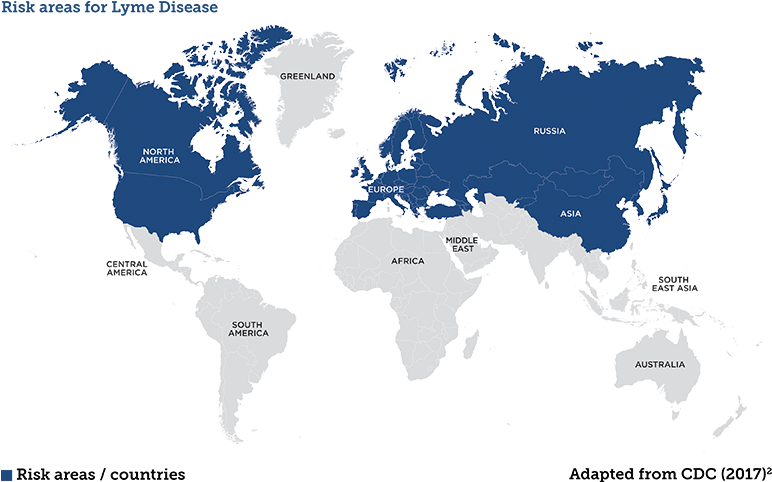 Risk areas for Lyme Disease
GREENLAND
RUSSIA
NORTH
AMERICA
EUROPE
ASIA
MIDDLE
EAST
CENTRAL
AMERICA
AFRICA
SOUTH
EAST ASIA
SOUTH
AMERICA
AUSTRALIA
Risk areas / countries
Adapted from CDC (2017)²